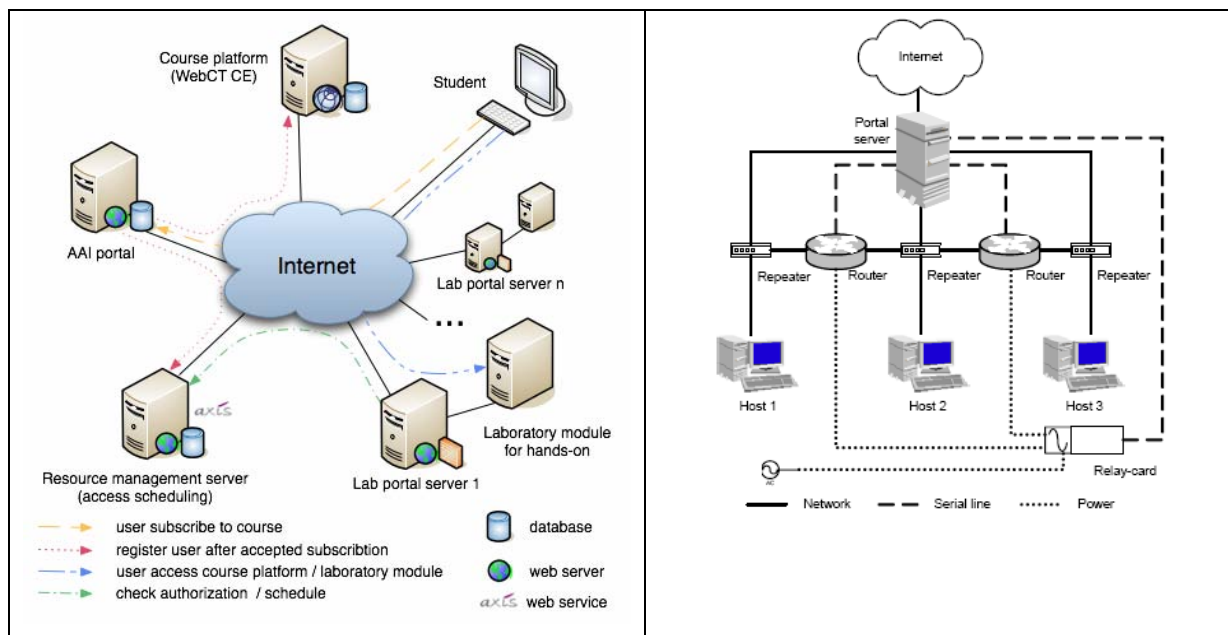 Course platform
(WebCT CE)
Student
AAI portal
Internet
Lab portal server n
...
axis
Laboratory module
for hands-on
Resource management server
(access scheduling)
Lab portal server 1
user subscribe to course
register user after accepted subscribtion
user access course platform / laboratory module
check authorization / schedule
database
web server
axis
web service
Internet
Portal
server
Repeater
Router
Repeater
Router
Repeater
Host 1
Host 2
Host 3
AC
Relay-card
Network
Serial line
Power